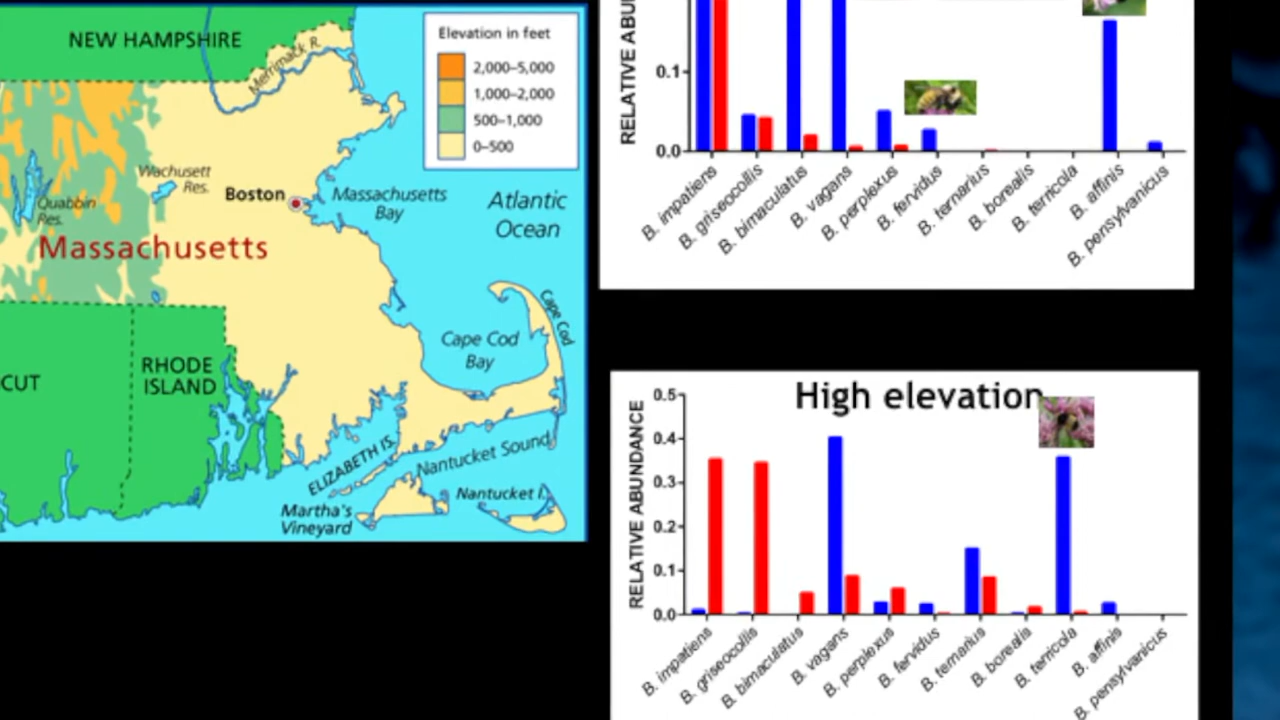 NEW HAMPSHIRE
Merrimack R.
Elevation in feet
2,000–5,000
1,000–2,000
500–1,000
0–500
Wachusett
Res.
Quabbin
Res.
Boston
Massachusetts
Bay
Atlantic
Ocean
Massachusetts
Cape Cod
Cape Cod
Bay
RHODE
ISLAND
CUT
ELIZABETH IS.
Nantucket Sound
Martha's
Vineyard
Nantucket I.
RELATIVE ABU
0.1
0.0
B. impatiens
B. griseocollis
B. bimaculatus
B. vagans
B. perplexus
B. fervidus
B. ternarius
B. borealis
B. terricola
B. affinis
B. pensylvanicus
High elevation
RELATIVE ABUNDANCE
0.5
0.4
0.3
0.2
0.1
0.0
B. impatiens
B. griseocollis
B. bimaculatus
B. vagans
B. perplexus
B. fervidus
B. ternarius
B. borealis
B. terricola
B. affinis
B. pensylvanicus